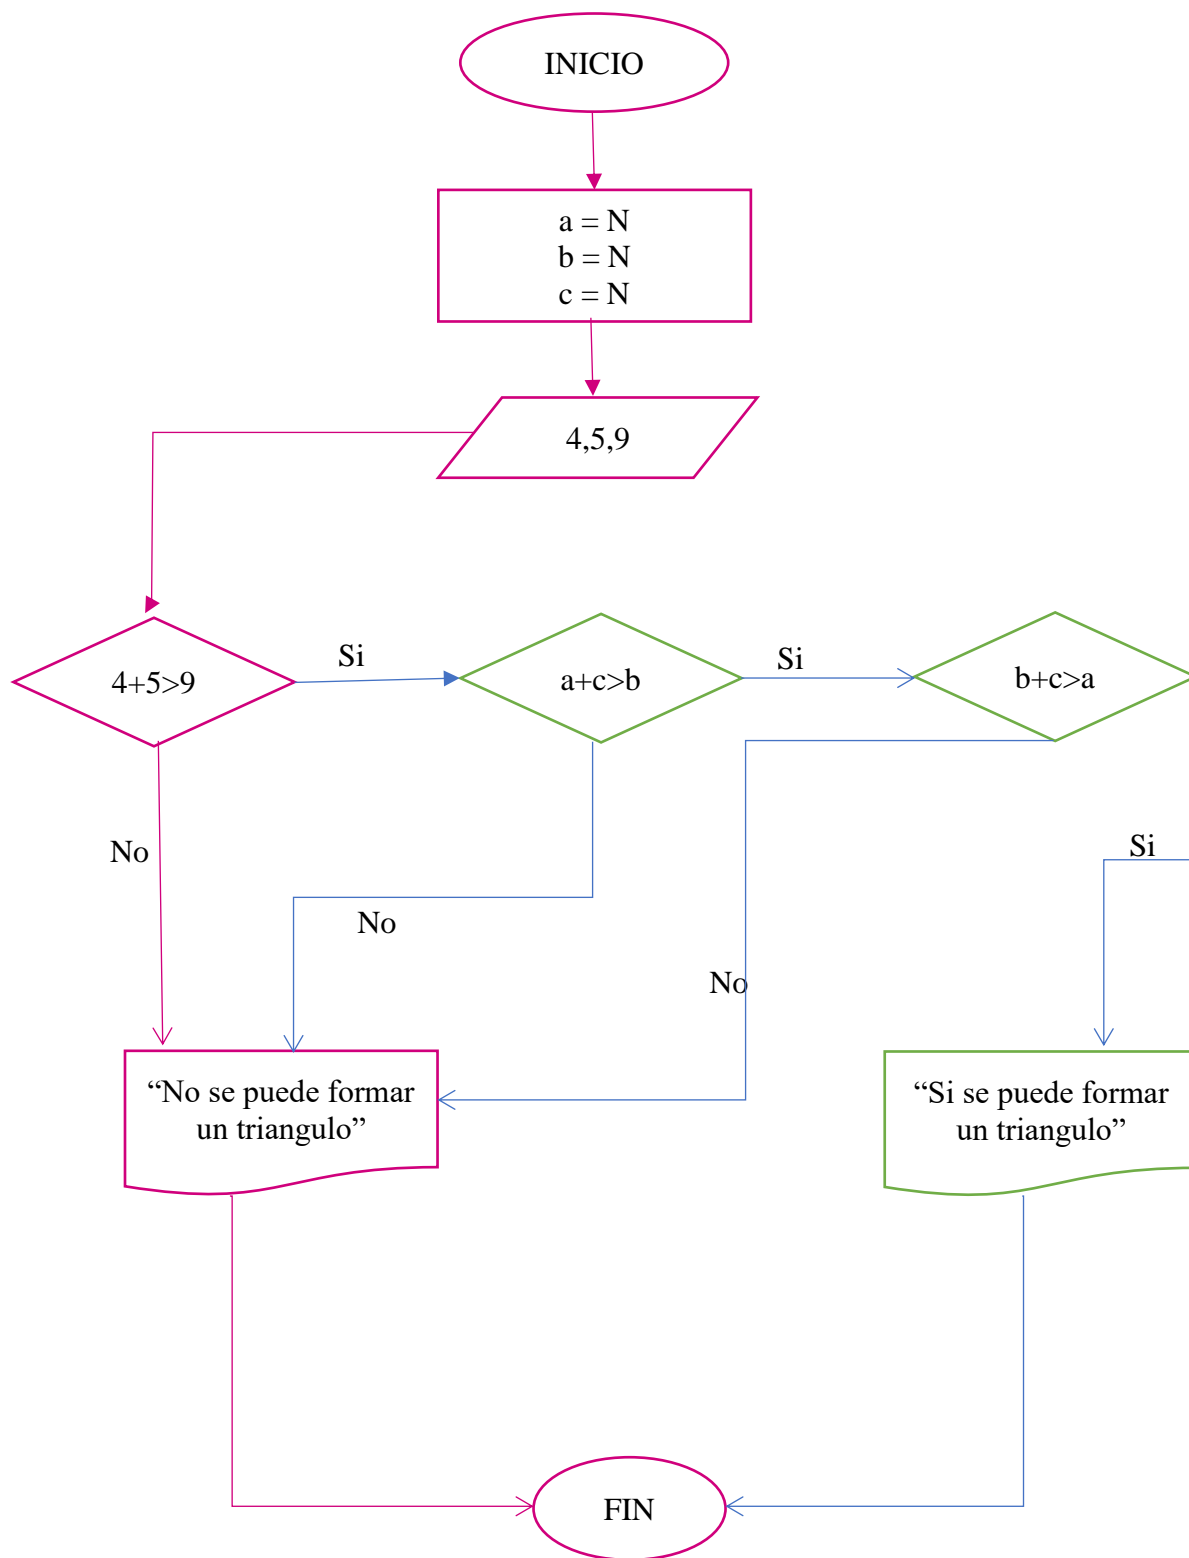 INICIO
a = N
b = N
c = N
4,5,9
4+5>9
Si
a+c>b
Si
b+c>a
No
No
No
Si
“No se puede formar
un triangulo”
“Si se puede formar
un triangulo”
FIN